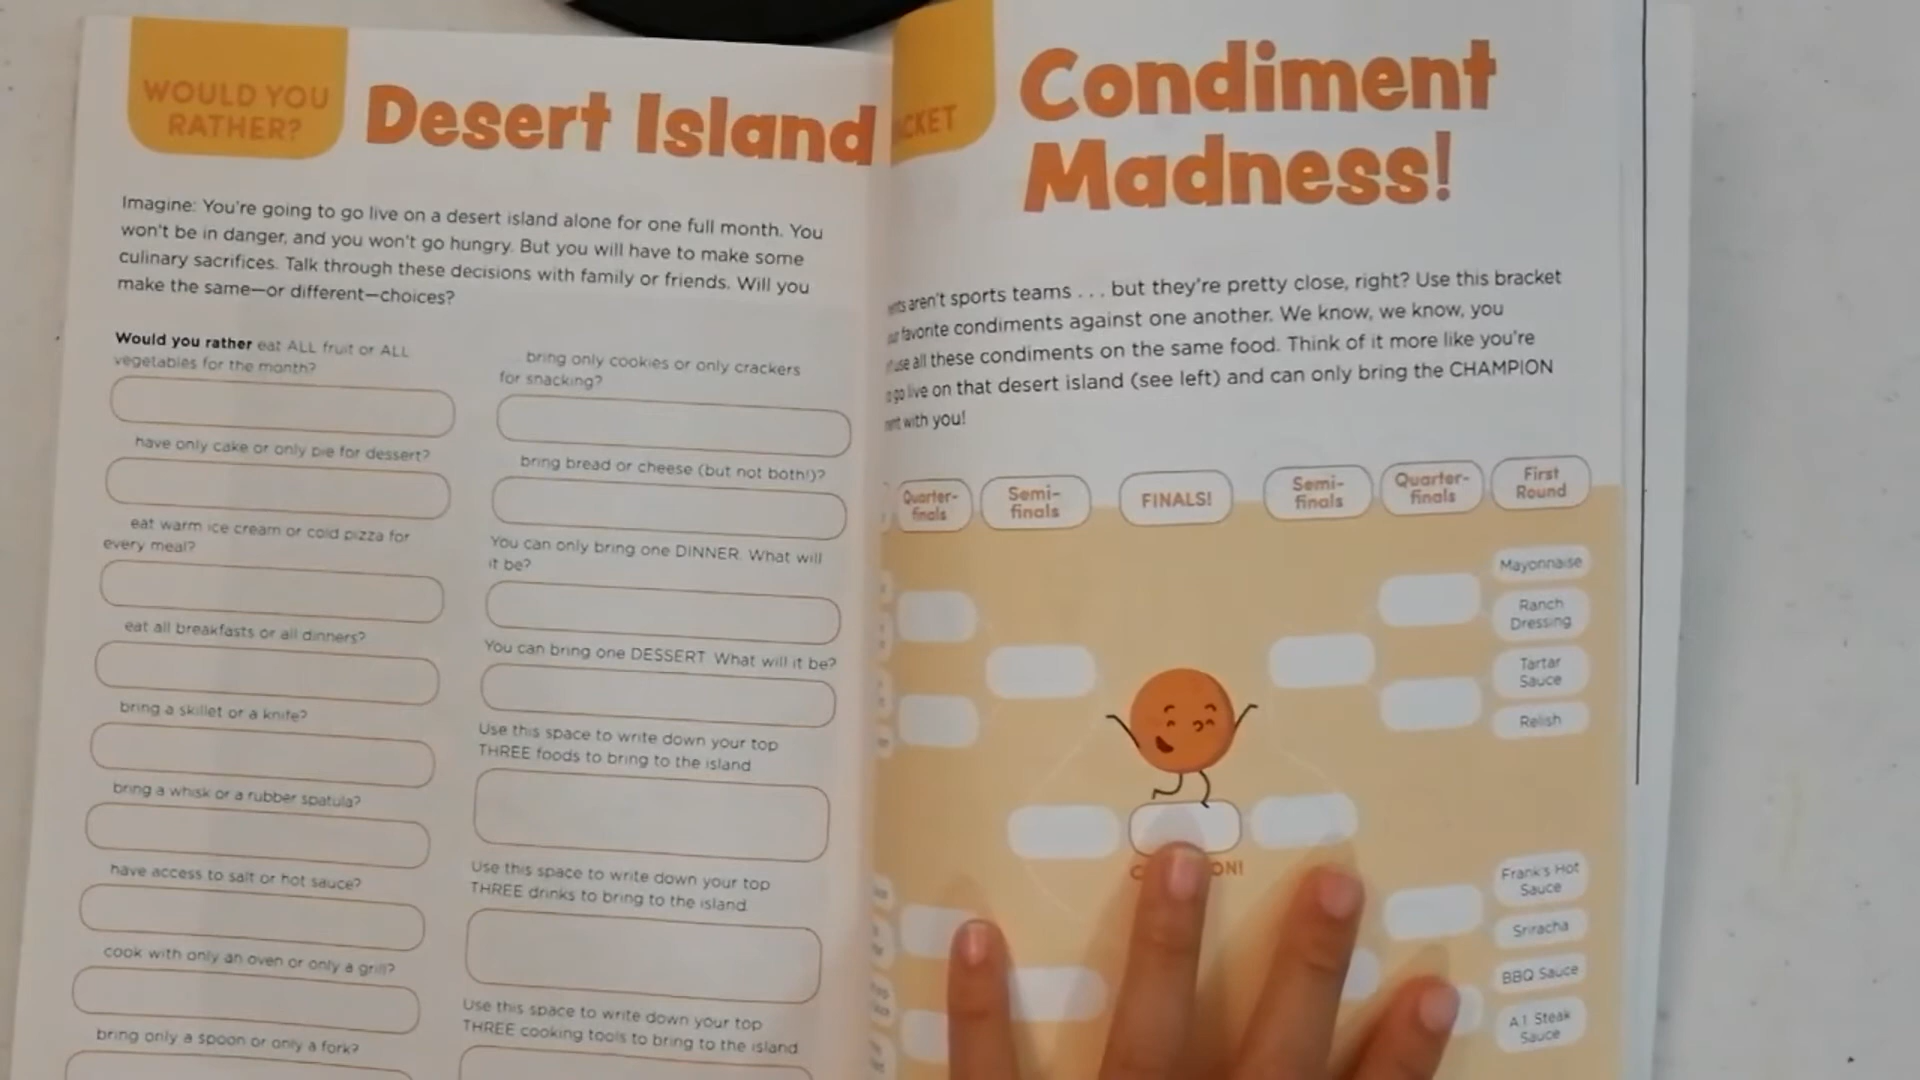 WOULD YOU
RATHER?
Desert Island
Imagine: You're going to go live on a desert island alone for one full month. You
won't be in danger, and you won't go hungry. But you will have to make some
culinary sacrifices. Talk through these decisions with family or friends. Will you
make the same—or different—choices?
Would you rather eat ALL fruit or ALL
vegetables for the month?
have only cake or only pie for dessert?
eat warm ice cream or cold pizza for
every meal?
eat all breakfasts or all dinners?
bring a skillet or a knife?
bring a whisk or a rubber spatula?
have access to salt or hot sauce?
cook with only an oven or only a grill?
bring only a spoon or only a fork?
bring only cookies or only crackers
for snacking?
bring bread or cheese (but not both!)?
You can only bring one DINNER. What will
it be?
You can bring one DESSERT. What will it be?
Use this space to write down your top
THREE foods to bring to the island
Use this space to write down your top
THREE drinks to bring to the island.
Use this space to write down your top
THREE cooking tools to bring to the island
CKET
Condiment
Madness!
aren't sports teams . . . but they're pretty close, right? Use this bracket
favorite condiments against one another. We know, we know, you
use all these condiments on the same food. Think of it more like you're
go live on that desert island (see left) and can only bring the CHAMPION
with you!
Quarter-
finals
Semi-
finals
FINALS!
Semi-
finals
Quarter-
finals
First
Round
Mayonnaise
Ranch
Dressing
Tartar
Sauce
Relish
C ON!
Frank's Hot
Sauce
Sriracha
BBQ Sauce
A.1. Steak
Sauce